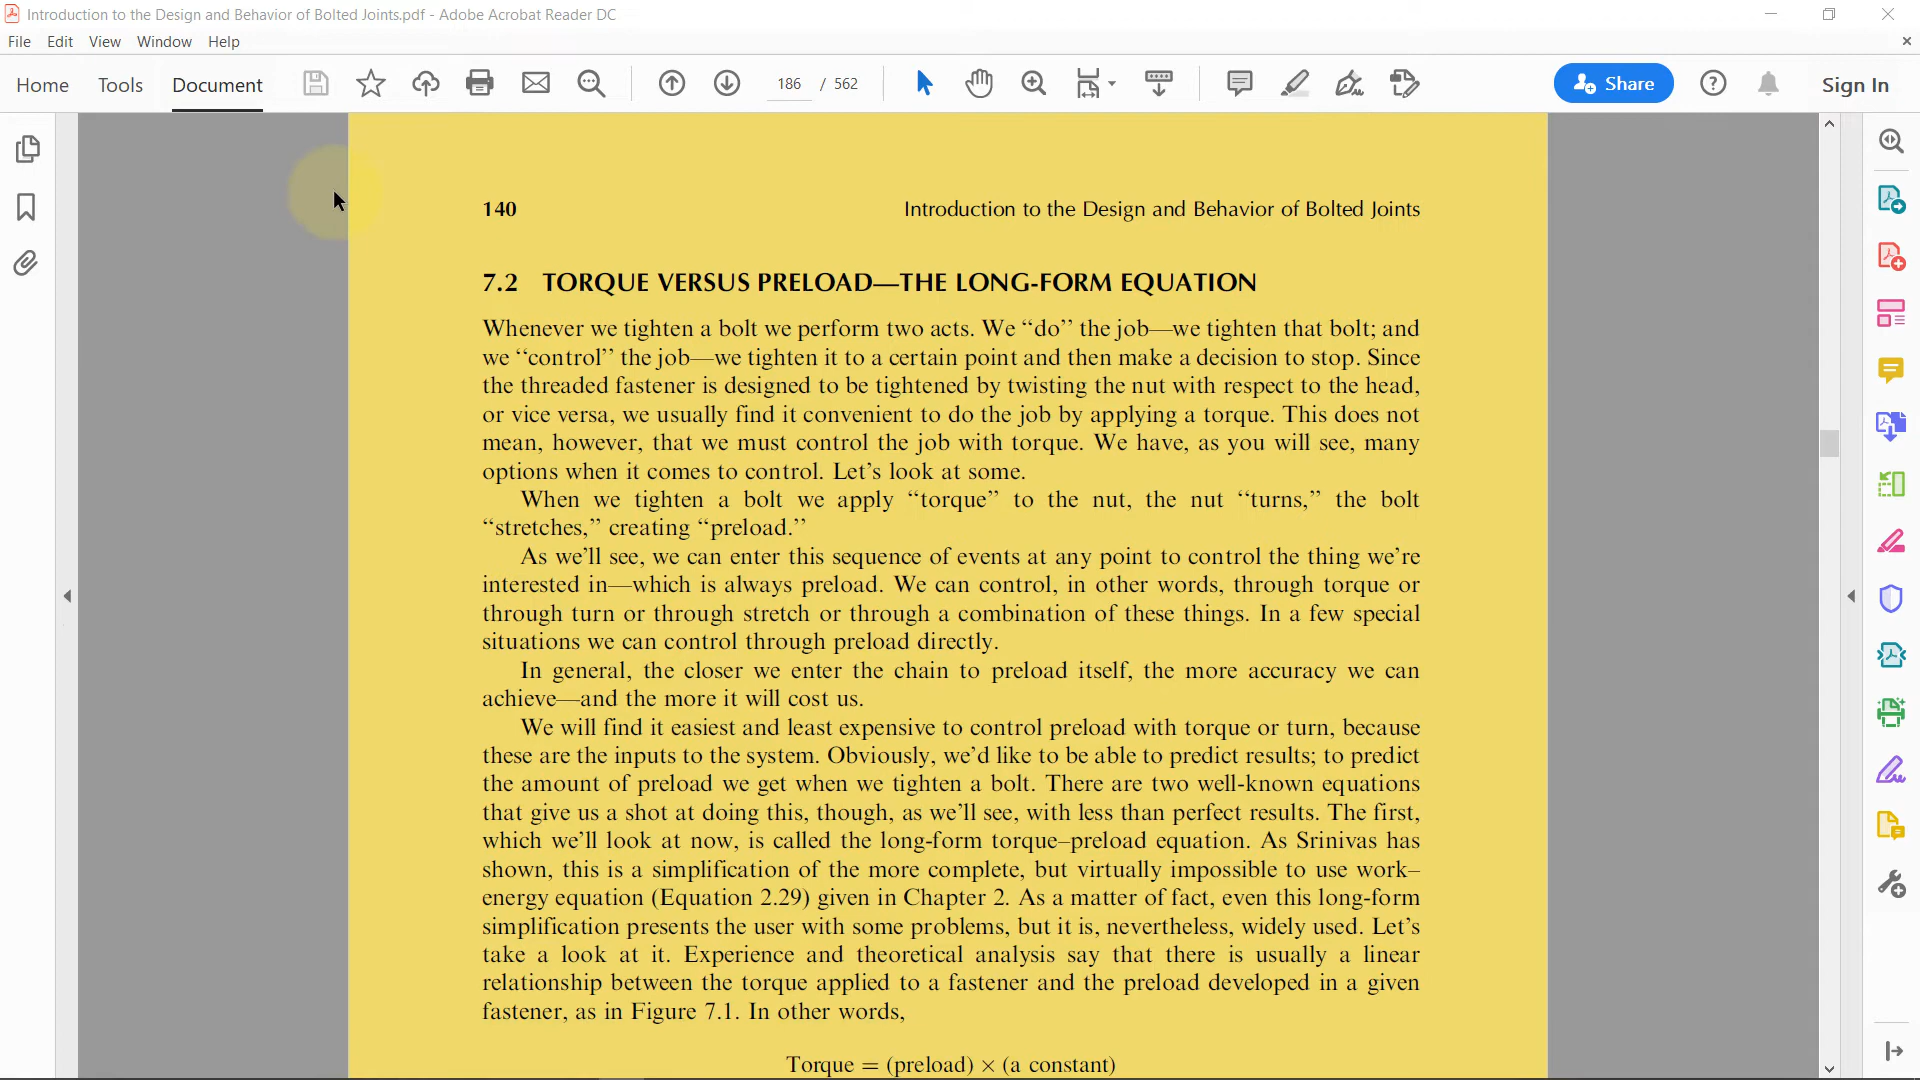 Introduction to the Design and Behavior of Bolted Joints.pdf - Adobe Acrobat Reader DC
File Edit View Window Help
Home Tools Document 186 / 562 Share Sign In
140 Introduction to the Design and Behavior of Bolted Joints
7.2 TORQUE VERSUS PRELOAD—THE LONG-FORM EQUATION
Whenever we tighten a bolt we perform two acts. We ‘‘do’’ the job—we tighten that bolt; and
we ‘‘control’’ the job—we tighten it to a certain point and then make a decision to stop. Since
the threaded fastener is designed to be tightened by twisting the nut with respect to the head,
or vice versa, we usually find it convenient to do the job by applying a torque. This does not
mean, however, that we must control the job with torque. We have, as you will see, many
options when it comes to control. Let’s look at some.
When we tighten a bolt we apply ‘‘torque’’ to the nut, the nut ‘‘turns,’’ the bolt
‘‘stretches,’’ creating ‘‘preload.’’
As we’ll see, we can enter this sequence of events at any point to control the thing we’re
interested in—which is always preload. We can control, in other words, through torque or
through turn or through stretch or through a combination of these things. In a few special
situations we can control through preload directly.
In general, the closer we enter the chain to preload itself, the more accuracy we can
achieve—and the more it will cost us.
We will find it easiest and least expensive to control preload with torque or turn, because
these are the inputs to the system. Obviously, we’d like to be able to predict results; to predict
the amount of preload we get when we tighten a bolt. There are two well-known equations
that give us a shot at doing this, though, as we’ll see, with less than perfect results. The first,
which we’ll look at now, is called the long-form torque–preload equation. As Srinivas has
shown, this is a simplification of the more complete, but virtually impossible to use work–
energy equation (Equation 2.29) given in Chapter 2. As a matter of fact, even this long-form
simplification presents the user with some problems, but it is, nevertheless, widely used. Let’s
take a look at it. Experience and theoretical analysis say that there is usually a linear
relationship between the torque applied to a fastener and the preload developed in a given
fastener, as in Figure 7.1. In other words,
Torque = (preload) × (a constant)